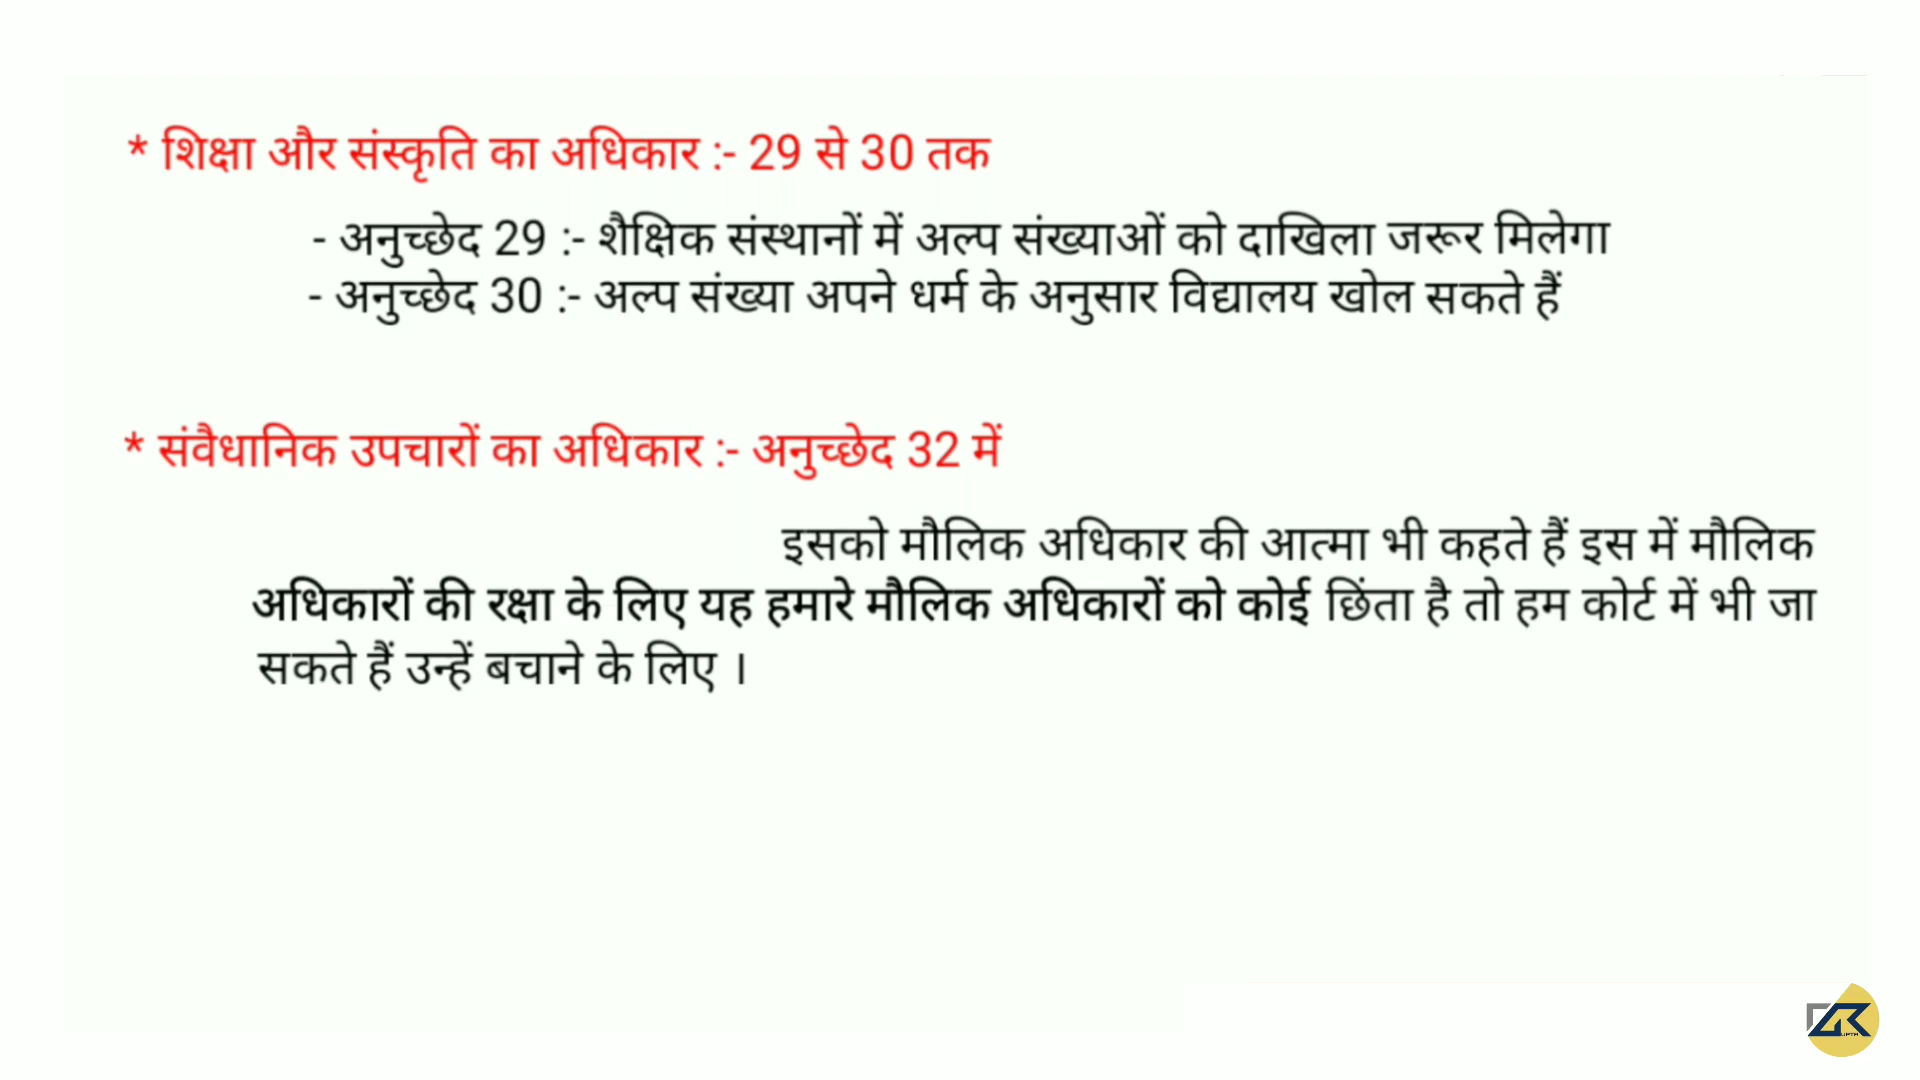 * शिक्षा और संस्कृति का अधिकार :- 29 से 30 तक
- अनुच्छेद 29 :- शैक्षिक संस्थानों में अल्प संख्याओं को दाखिला जरूर मिलेगा
- अनुच्छेद 30 :- अल्प संख्या अपने धर्म के अनुसार विद्यालय खोल सकते हैं
* संवैधानिक उपचारों का अधिकार :- अनुच्छेद 32 में
इसको मौलिक अधिकार की आत्मा भी कहते हैं इस में मौलिक
अधिकारों की रक्षा के लिए यह हमारे मौलिक अधिकारों को कोई छिंता है तो हम कोर्ट में भी जा
सकते हैं उन्हें बचाने के लिए ।